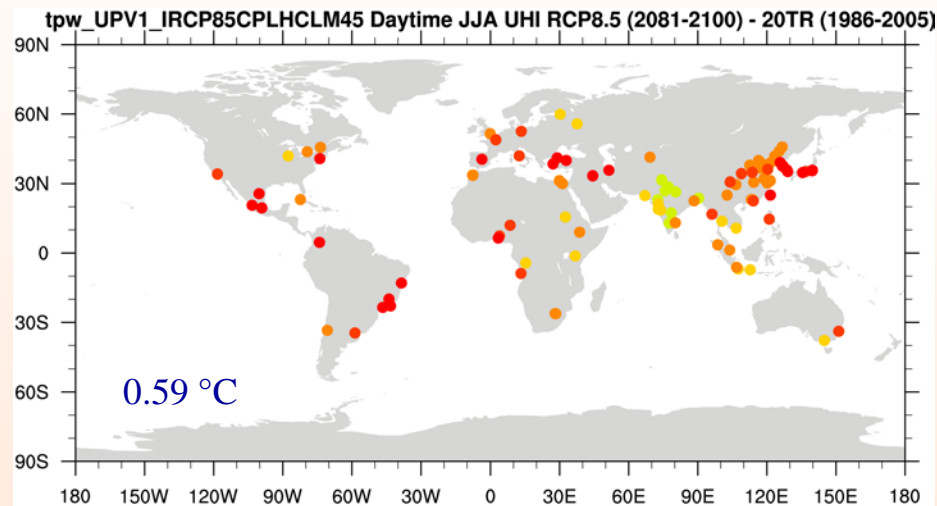 tpw_UPV1_IRCP85CPLHCLM45 Daytime JJA UHI RCP8.5 (2081-2100) - 20TR (1986-2005)
90N
60N
30N
0
30S
0.59 °C
60S
90S
180 150W 120W 90W 60W 30W 0 30E 60E 90E 120E 150E 180